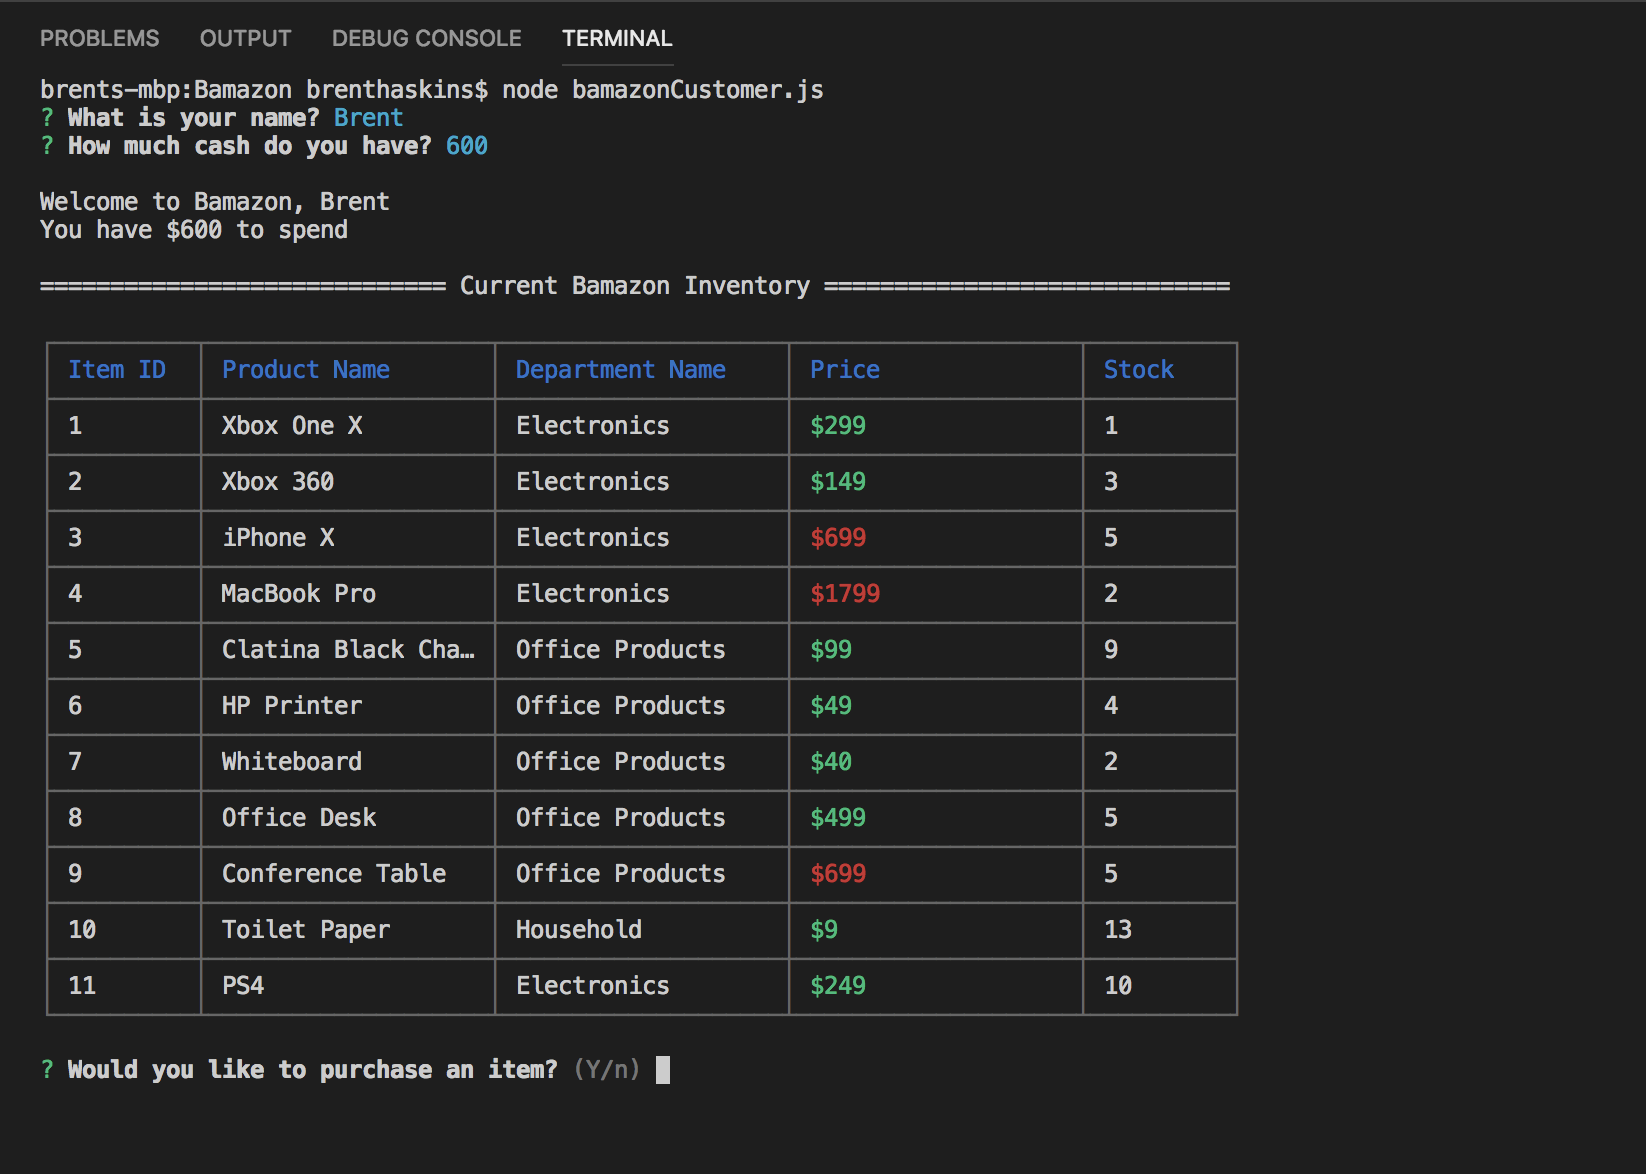 PROBLEMS OUTPUT DEBUG CONSOLE TERMINAL
brents-mbp:Bamazon brenthaskins$ node bamazonCustomer.js
? What is your name? Brent
? How much cash do you have? 600
Welcome to Bamazon, Brent
You have $600 to spend
============================= Current Bamazon Inventory =============================
Item ID Product Name Department Name Price Stock
1 Xbox One X Electronics $299 1
2 Xbox 360 Electronics $149 3
3 iPhone X Electronics $699 5
4 MacBook Pro Electronics $1799 2
5 Clatina Black Cha… Office Products $99 9
6 HP Printer Office Products $49 4
7 Whiteboard Office Products $40 2
8 Office Desk Office Products $499 5
9 Conference Table Office Products $699 5
10 Toilet Paper Household $9 13
11 PS4 Electronics $249 10
? Would you like to purchase an item? (Y/n)